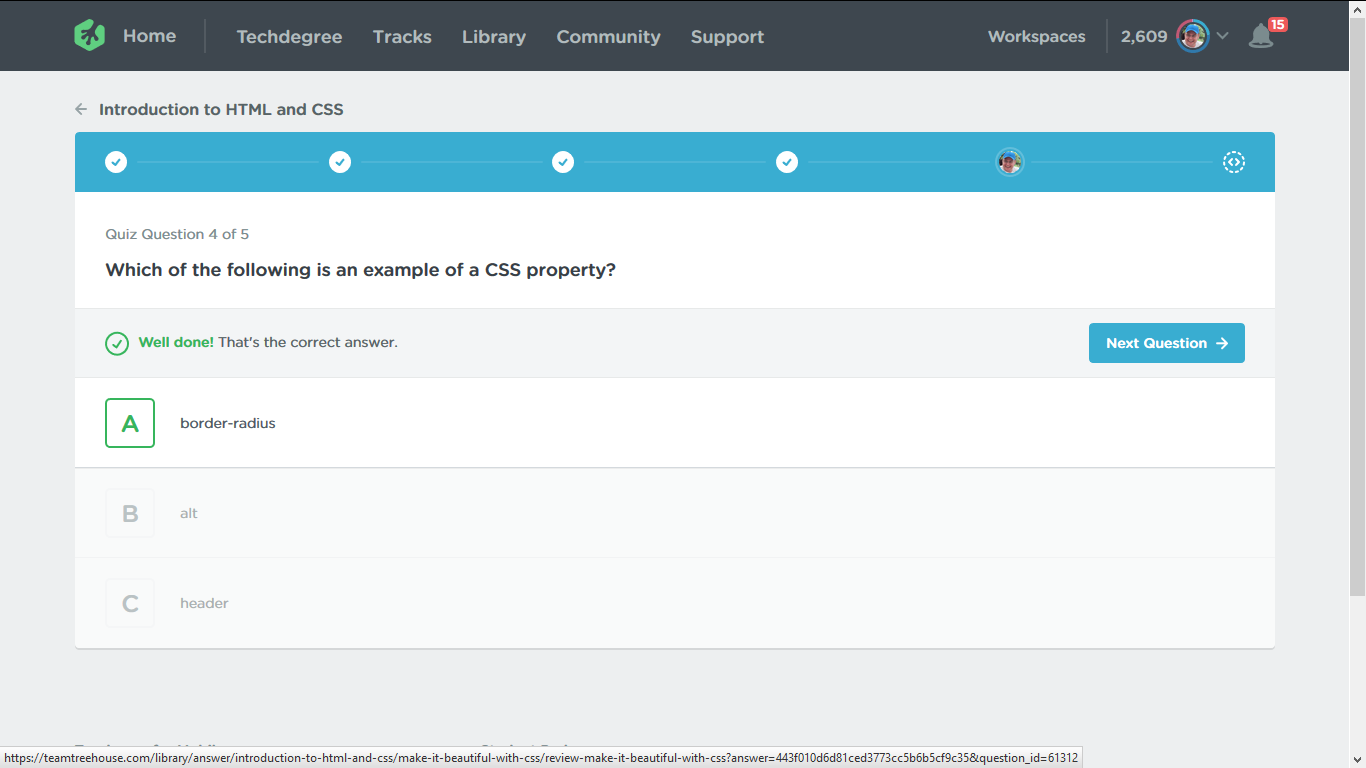 Home Techdegree Tracks Library Community Support Workspaces 2,609 15
← Introduction to HTML and CSS
Quiz Question 4 of 5
Which of the following is an example of a CSS property?
Well done! That's the correct answer. Next Question →
A border-radius
B alt
C header
https://teamtreehouse.com/library/answer/introduction-to-html-and-css/make-it-beautiful-with-css/review-make-it-beautiful-with-css?answer=443f010d6d81ced3773cc5b6b5cf9c35&question_id=61312